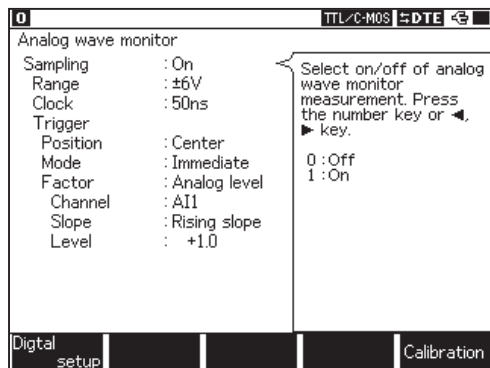 0 TTL/C-MOS ⇆DTE
Analog wave monitor
Sampling : On
Range : ±6V
Clock : 50ns
Trigger
Position : Center
Mode : Immediate
Factor : Analog level
Channel : AI1
Slope : Rising slope
Level : +1.0
Select on/off of analog
wave monitor
measurement. Press
the number key or ◄,
► key.
0 : Off
1 : On
Digtal
setup
Calibration